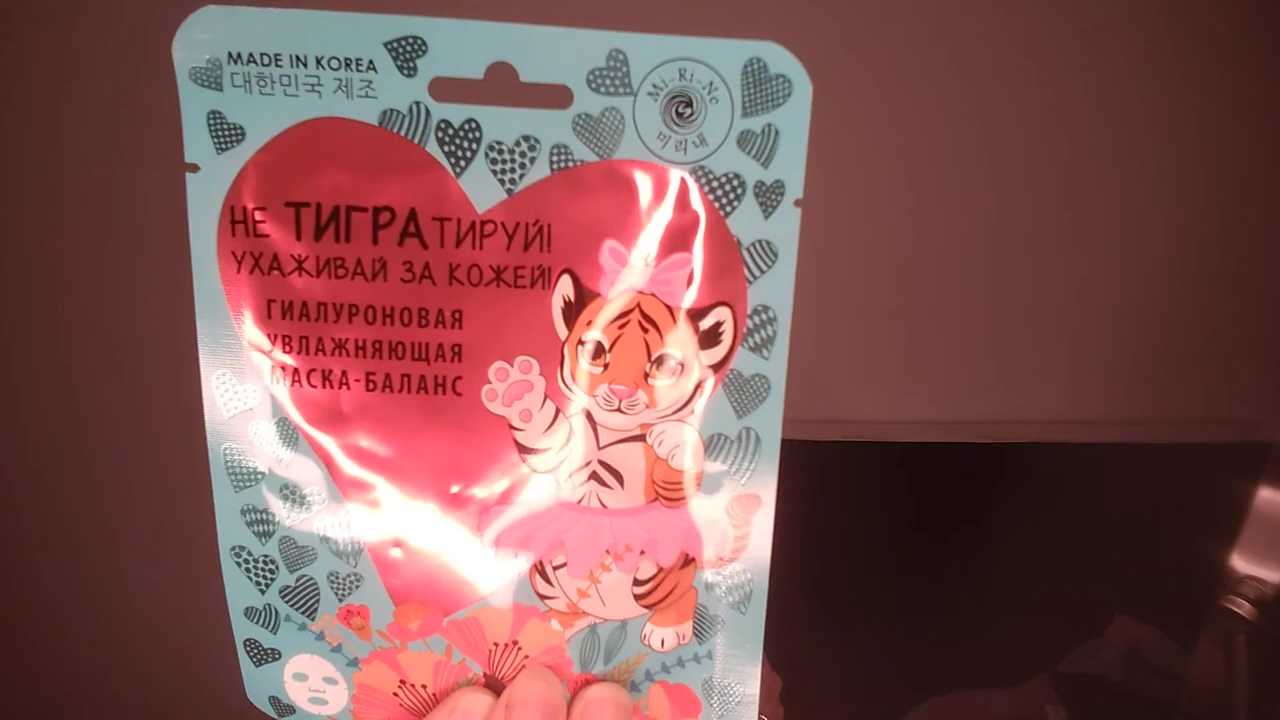 MADE IN KOREA
대한민국 제조
Mi-Ri-Ne
미리내
НЕ ТИГРАТИРУЙ!
УХАЖИВАЙ ЗА КОЖЕЙ!
ГИАЛУРОНОВАЯ
УВЛАЖНЯЮЩАЯ
МАСКА-БАЛАНС